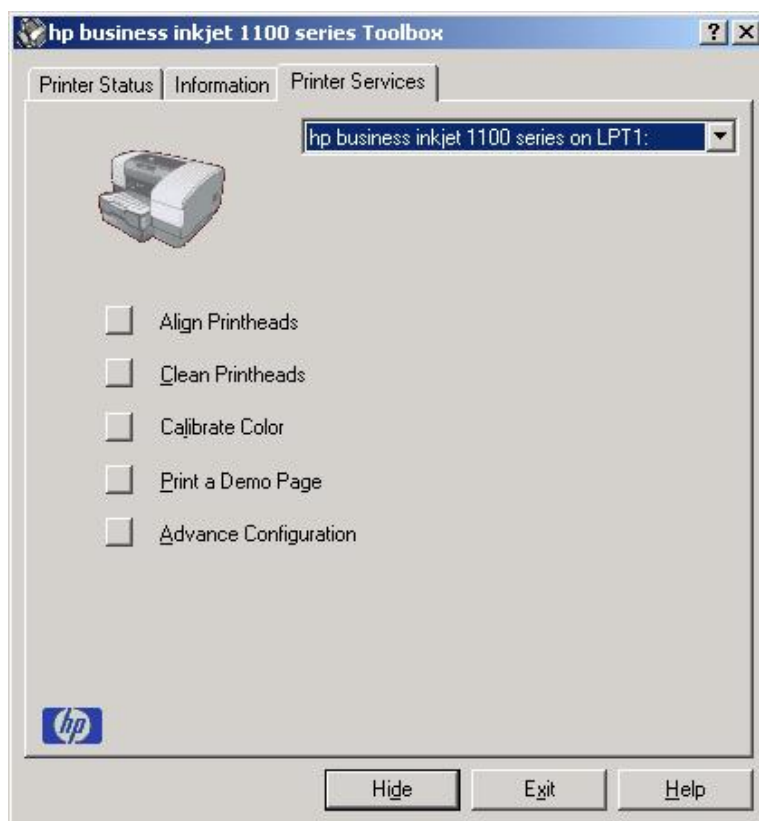 hp business inkjet 1100 series Toolbox
Printer Status Information Printer Services
hp business inkjet 1100 series on LPT1:
Align Printheads
Clean Printheads
Calibrate Color
Print a Demo Page
Advance Configuration
hp
Hide Exit Help